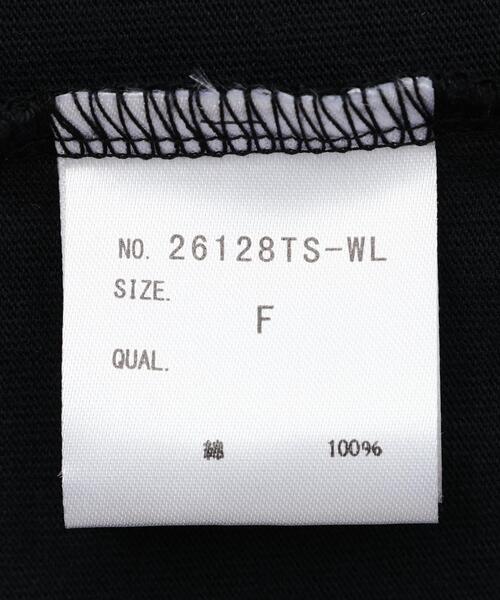 NO. 26128TS-WL
SIZE.
F
QUAL.
綿 100%